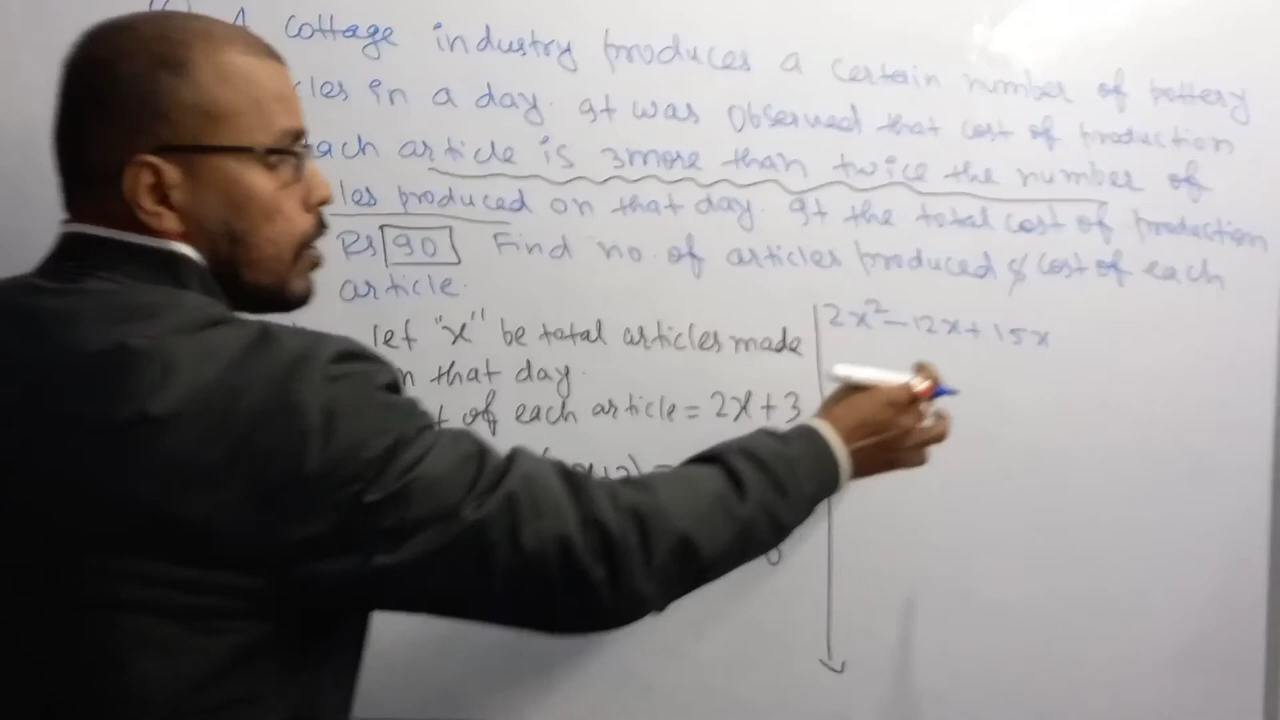 A cottage industry produces a certain number of pottery
cles in a day. It was Observed that cost of production
each article is 3more than twice the number of
les produced on that day. If the total cost of production
Rs 90 Find no. of articles produced & cost of each
article.
let "x" be total articles made
n that day.
t of each article = 2x+3
2x²-12x+15x